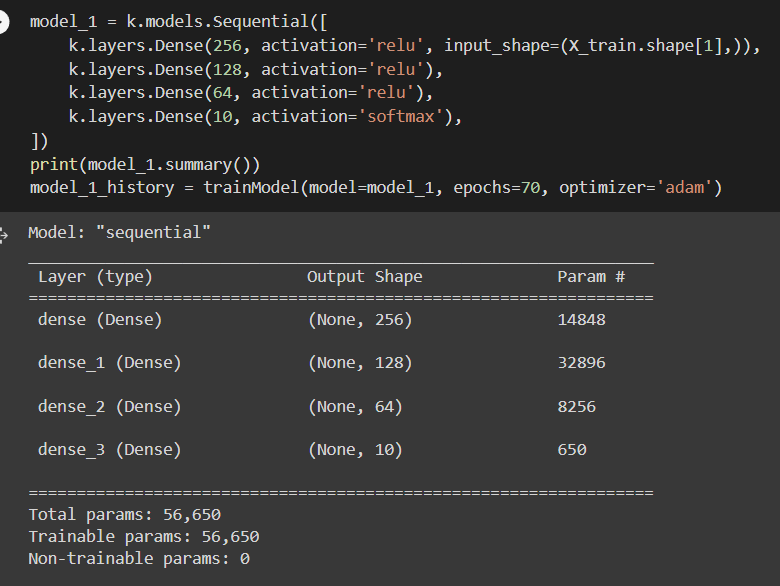 model_1 = k.models.Sequential([
    k.layers.Dense(256, activation='relu', input_shape=(X_train.shape[1],)),
    k.layers.Dense(128, activation='relu'),
    k.layers.Dense(64, activation='relu'),
    k.layers.Dense(10, activation='softmax'),
])
print(model_1.summary())
model_1_history = trainModel(model=model_1, epochs=70, optimizer='adam')
Model: "sequential"
_________________________________________________________________
 Layer (type)                Output Shape              Param #
=================================================================
 dense (Dense)               (None, 256)               14848
 dense_1 (Dense)             (None, 128)               32896
 dense_2 (Dense)             (None, 64)                8256
 dense_3 (Dense)             (None, 10)                650
=================================================================
Total params: 56,650
Trainable params: 56,650
Non-trainable params: 0